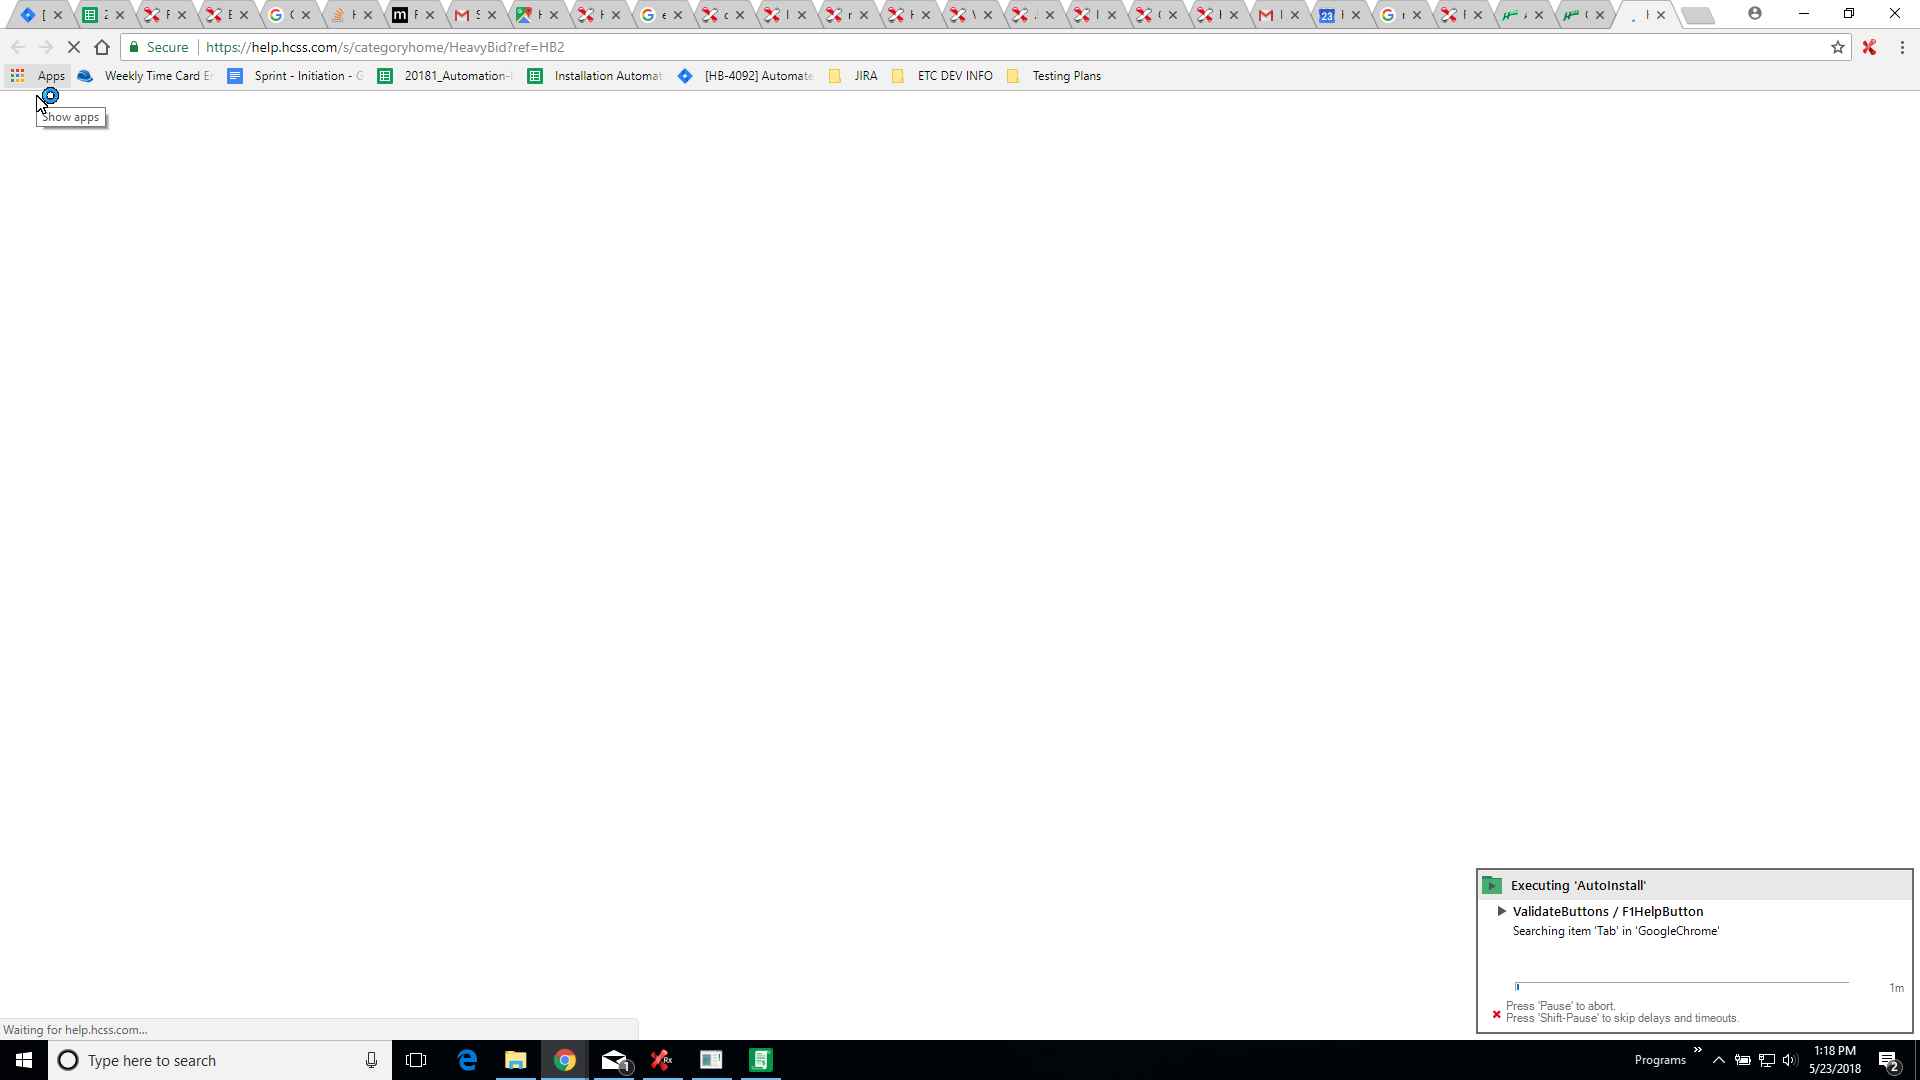 Secure
https://help.hcss.com/s/categoryhome/HeavyBid?ref=HB2
Apps
Weekly Time Card E
Sprint - Initiation - G
20181_Automation-
Installation Automat
[HB-4092] Automate
JIRA
ETC DEV INFO
Testing Plans
Show apps
Executing 'AutoInstall'
ValidateButtons / F1HelpButton
Searching item 'Tab' in 'GoogleChrome'
1m
Press 'Pause' to abort.
Press 'Shift-Pause' to skip delays and timeouts.
Waiting for help.hcss.com...
Type here to search
1
Rx
Programs
1:18 PM
5/23/2018
2